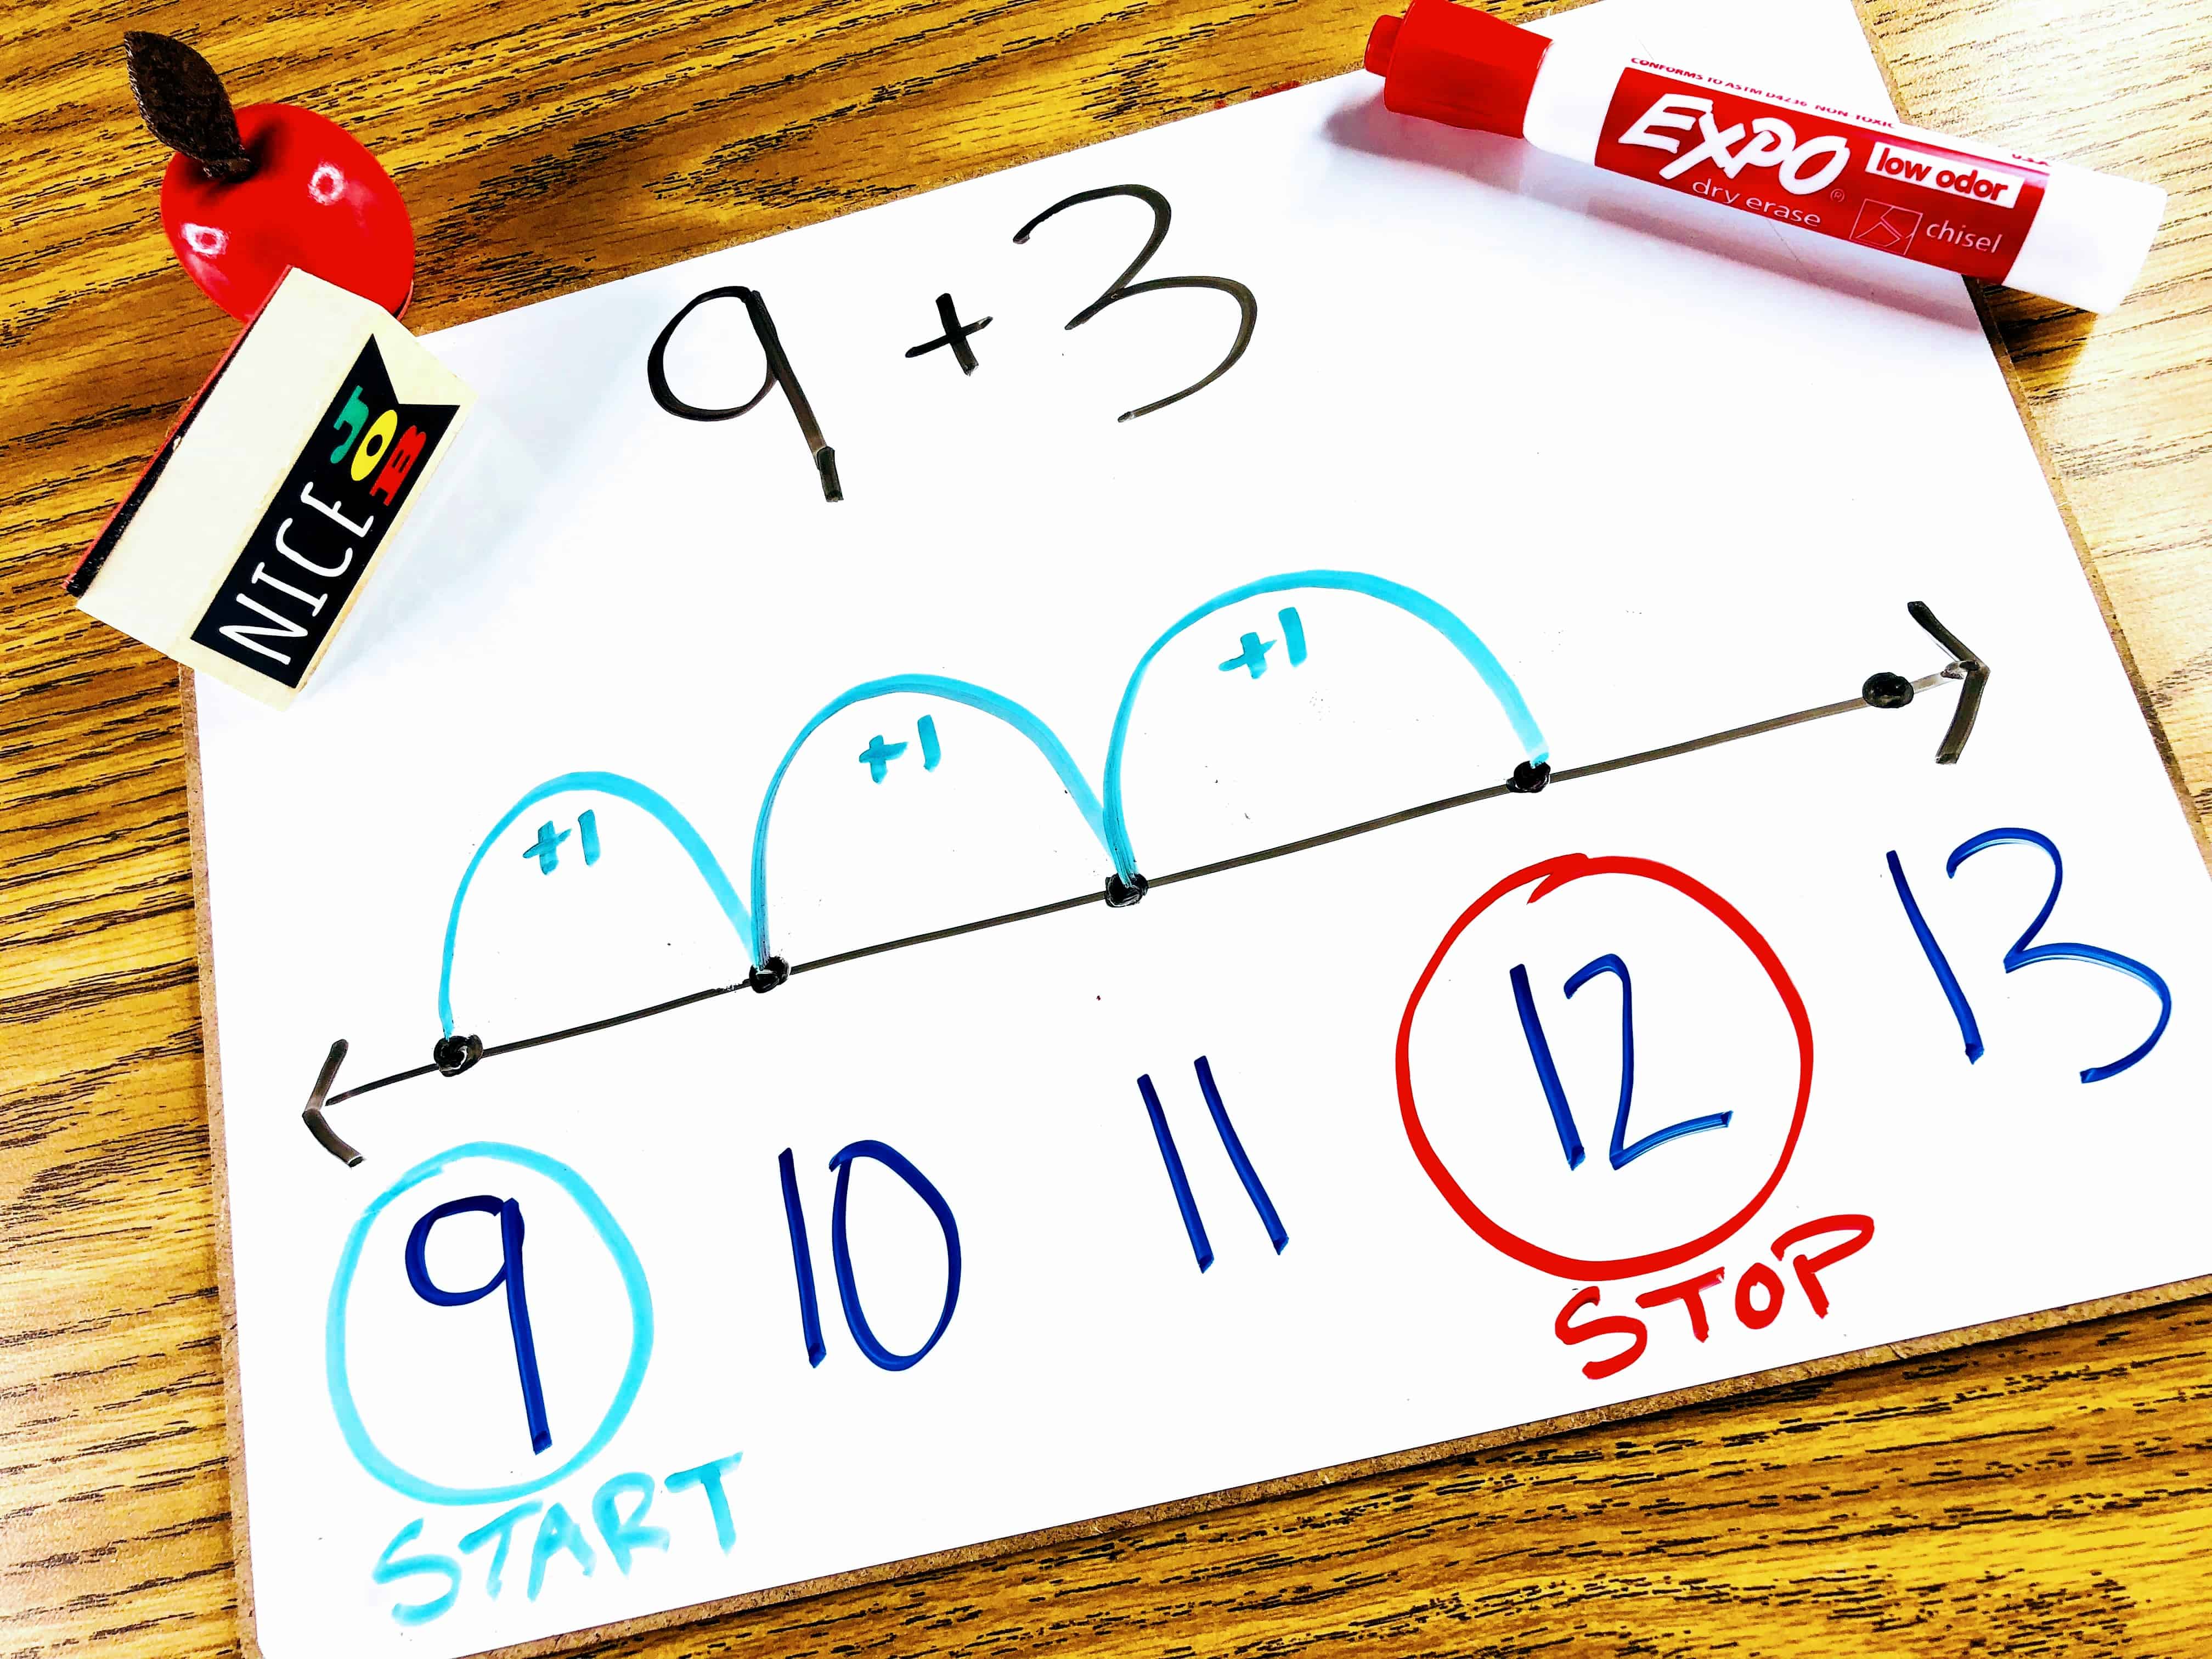 CONFORMS TO ASTM D4236 NON-TOXIC
USA
EXPO® low odor
dry erase chisel
NICE JOB
9 + 3
+1 +1 +1
9 10 11 12 13
START STOP